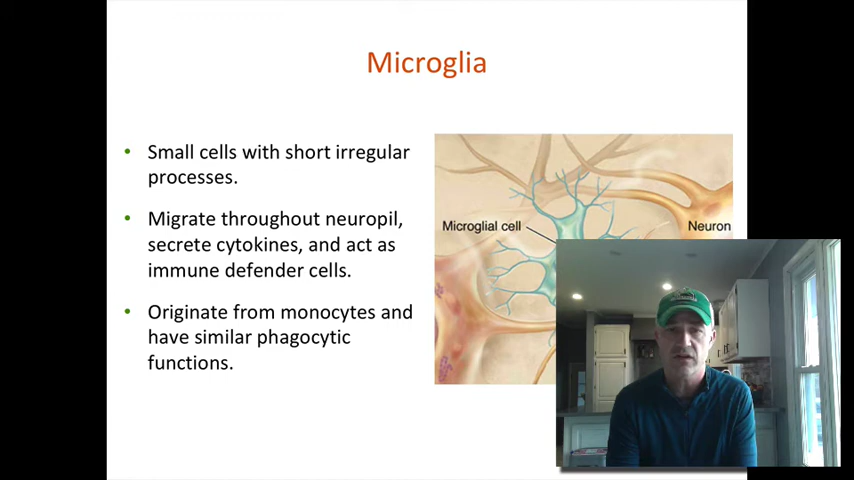 Microglia
• Small cells with short irregular
processes.
• Migrate throughout neuropil,
secrete cytokines, and act as
immune defender cells.
• Originate from monocytes and
have similar phagocytic
functions.
Microglial cell
Neuron